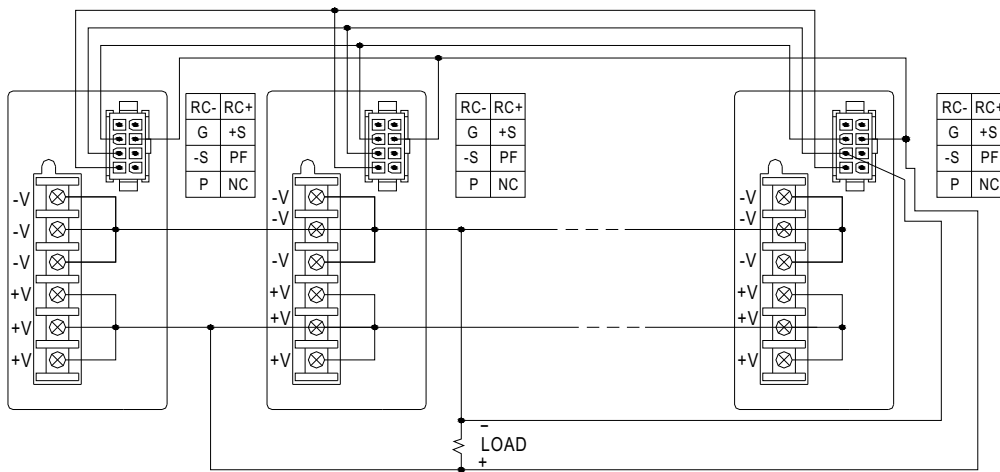 RC- RC+
G +S
-S PF
P NC
RC- RC+
G +S
-S PF
P NC
RC- RC+
G +S
-S PF
P NC
-V
-V
-V
+V
+V
+V
-V
-V
-V
+V
+V
+V
-V
-V
-V
+V
+V
+V
–
LOAD
+